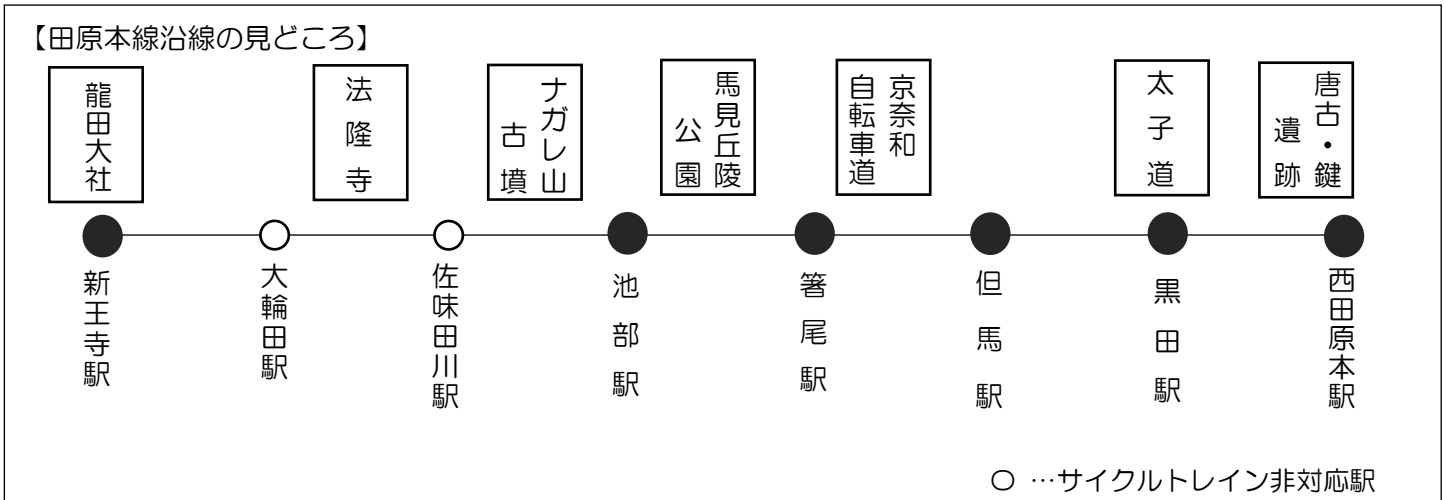 【田原本線沿線の見どころ】
龍田大社
法隆寺
ナガレ山
古墳
馬見丘陵
公園
京奈和
自転車道
太子道
唐古・鍵
遺跡
新王寺駅
大輪田駅
佐味田川駅
池部駅
箸尾駅
但馬駅
黒田駅
西田原本駅
○ …サイクルトレイン非対応駅